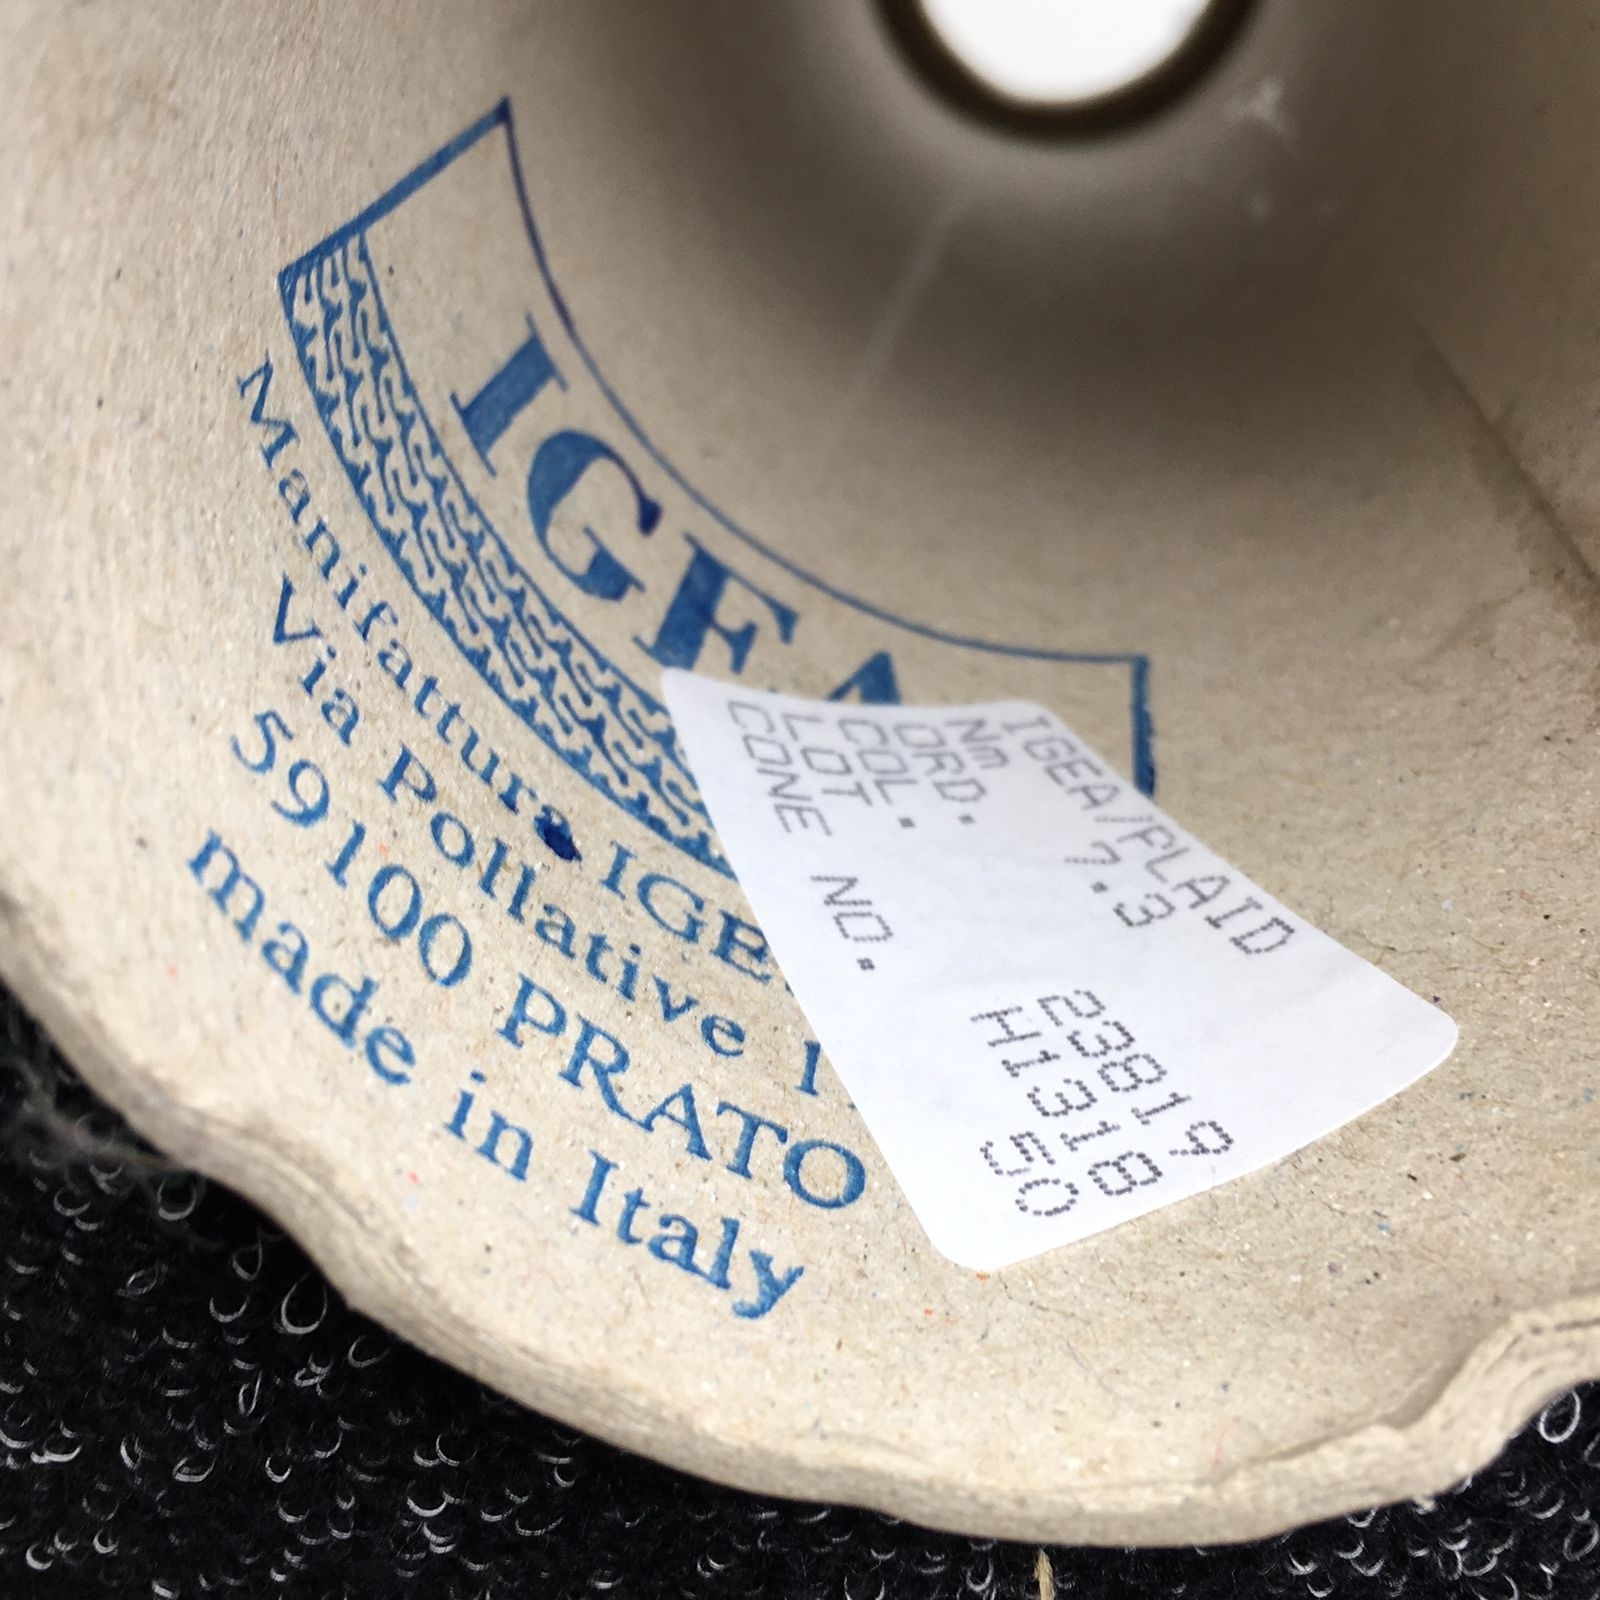 IGEA
Manifattura IGE
Via Pollative 1
59100 PRATO
made in Italy
IGEA/PLAID
Nm 7.3
ORD.
COL. 23819
LOT H1318
CONE NO. 50